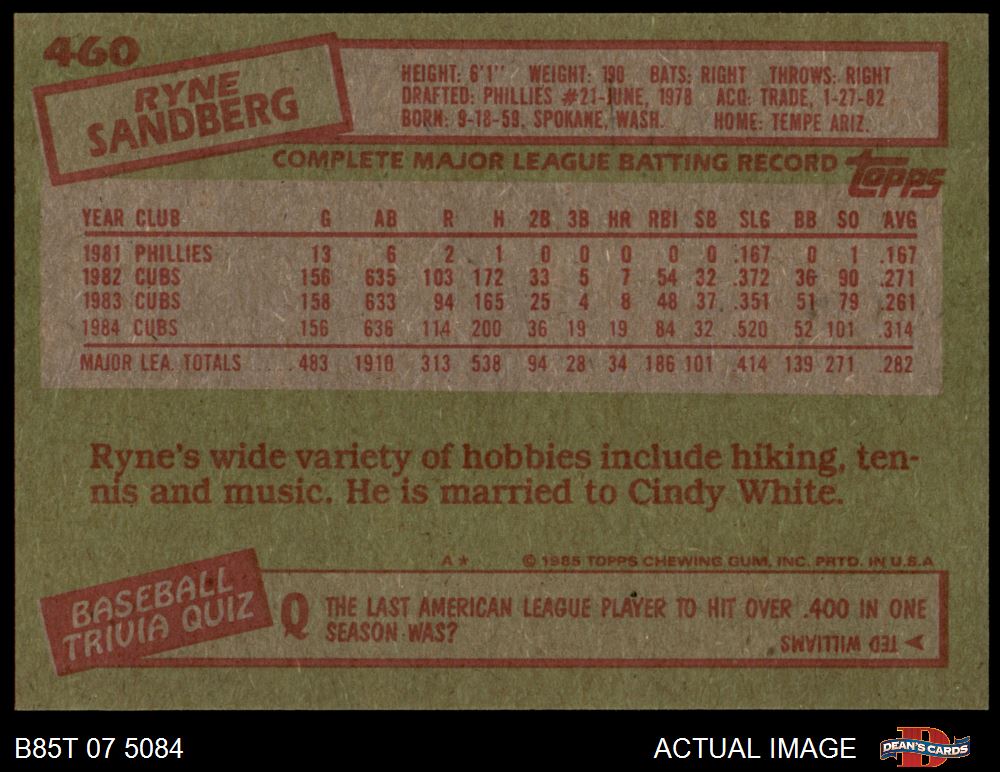 460
RYNE
SANDBERG
HEIGHT: 6'1" WEIGHT: 190 BATS: RIGHT THROWS: RIGHT
DRAFTED: PHILLIES #21-JUNE, 1978 ACQ: TRADE, 1-27-82
BORN: 9-18-59, SPOKANE, WASH. HOME: TEMPE ARIZ.
COMPLETE MAJOR LEAGUE BATTING RECORD
Topps
YEAR CLUB G AB R H 2B 3B HR RBI SB SLG BB SO AVG
1981 PHILLIES 13 6 2 1 0 0 0 0 0 .167 0 1 .167
1982 CUBS 156 635 103 172 33 5 7 54 32 .372 36 90 .271
1983 CUBS 158 633 94 165 25 4 8 48 37 .351 51 79 .261
1984 CUBS 156 636 114 200 36 19 19 84 32 .520 52 101 .314
MAJOR LEA. TOTALS ..... 483 1910 313 538 94 28 34 186 101 .414 139 271 .282
Ryne's wide variety of hobbies include hiking, ten-
nis and music. He is married to Cindy White.
A* © 1985 TOPPS CHEWING GUM, INC. PRTD. IN U.S.A
BASEBALL
TRIVIA QUIZ
Q THE LAST AMERICAN LEAGUE PLAYER TO HIT OVER .400 IN ONE
SEASON WAS?
TED WILLIAMS
B85T 07 5084
ACTUAL IMAGE
D
DEAN'S CARDS